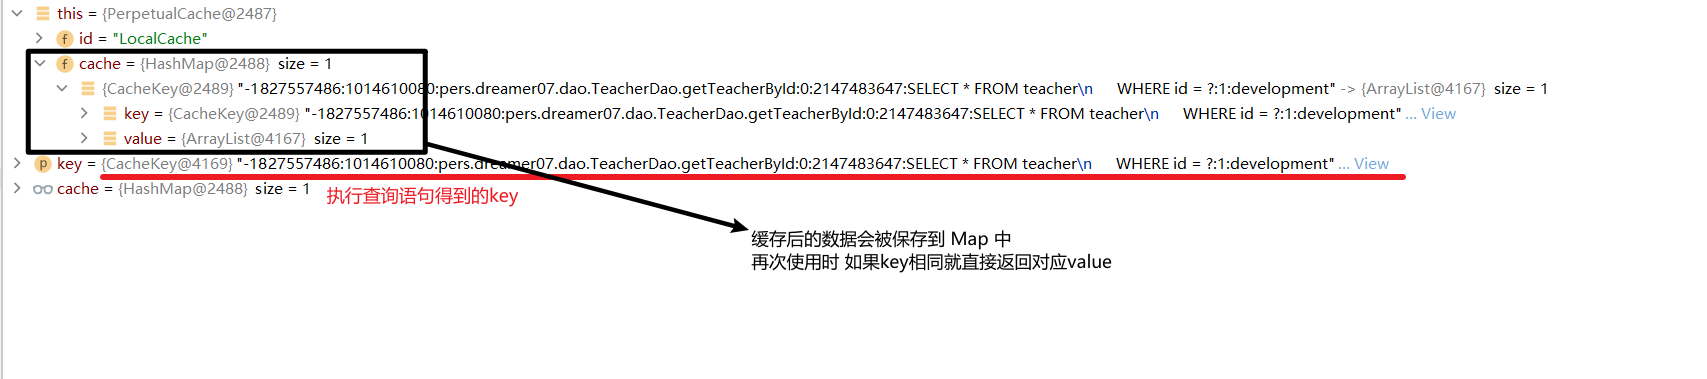 this = {PerpetualCache@2487}
id = "LocalCache"
cache = {HashMap@2488} size = 1
{CacheKey@2489} "-1827557486:1014610080:pers.dreamer07.dao.TeacherDao.getTeacherById:0:2147483647:SELECT * FROM teacher\n WHERE id = ?:1:development" -> {ArrayList@4167} size = 1
key = {CacheKey@2489} "-1827557486:1014610080:pers.dreamer07.dao.TeacherDao.getTeacherById:0:2147483647:SELECT * FROM teacher\n WHERE id = ?:1:development" ... View
value = {ArrayList@4167} size = 1
key = {CacheKey@4169} "-1827557486:1014610080:pers.dreamer07.dao.TeacherDao.getTeacherById:0:2147483647:SELECT * FROM teacher\n WHERE id = ?:1:development" ... View
cache = {HashMap@2488} size = 1
执行查询语句得到的key
缓存后的数据会被保存到 Map 中
再次使用时 如果key相同就直接返回对应value